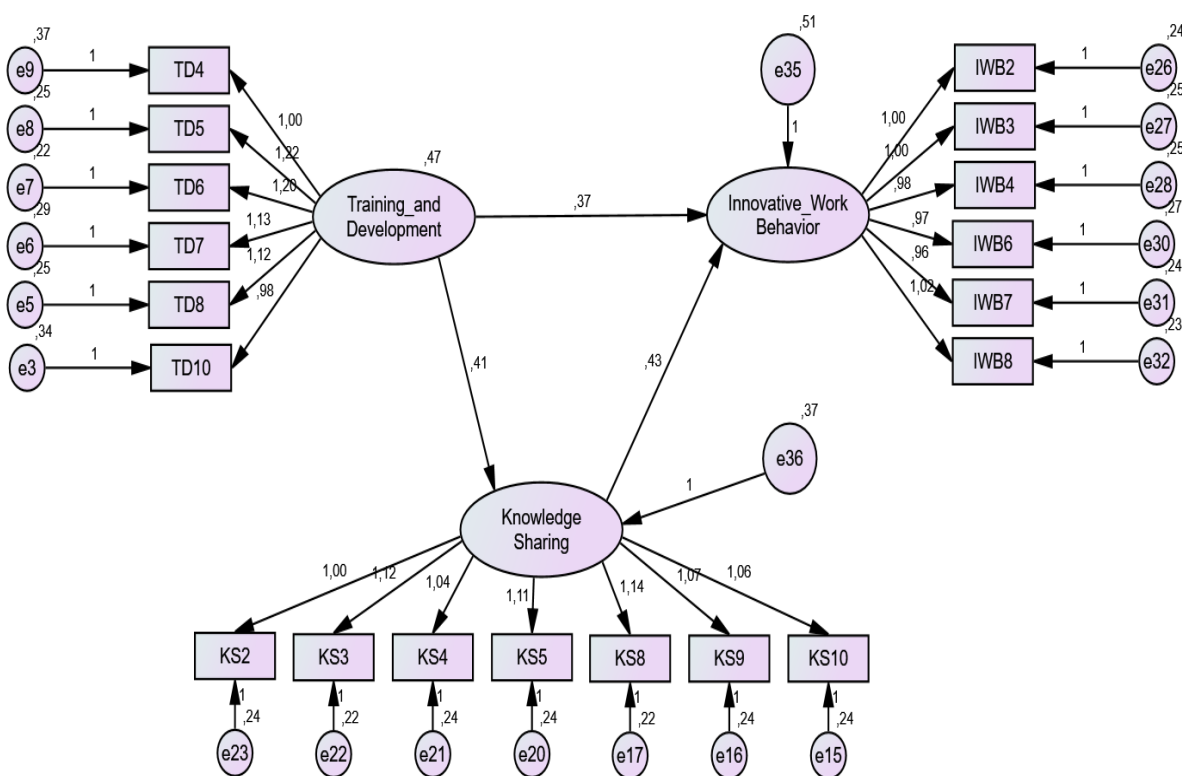 ,37
e9
1
TD4
,25
e8
1
TD5
,22
e7
1
TD6
,29
e6
1
TD7
,25
e5
1
TD8
,34
e3
1
TD10
1,00
1,22
1,20
1,13
1,12
,98
,47
Training_and
Development
,37
,41
,51
e35
1
Innovative_Work
Behavior
1,00
1,00
,98
,97
,96
1,02
IWB2
1
,24
e26
IWB3
1
,25
e27
IWB4
1
,25
e28
IWB6
1
,27
e30
IWB7
1
,24
e31
IWB8
1
,23
e32
,43
,37
e36
1
Knowledge
Sharing
1,00
1,12
1,04
1,11
1,14
1,07
1,06
KS2
KS3
KS4
KS5
KS8
KS9
KS10
1
1
1
1
1
1
1
,24
,22
,24
,24
,22
,24
,24
e23
e22
e21
e20
e17
e16
e15